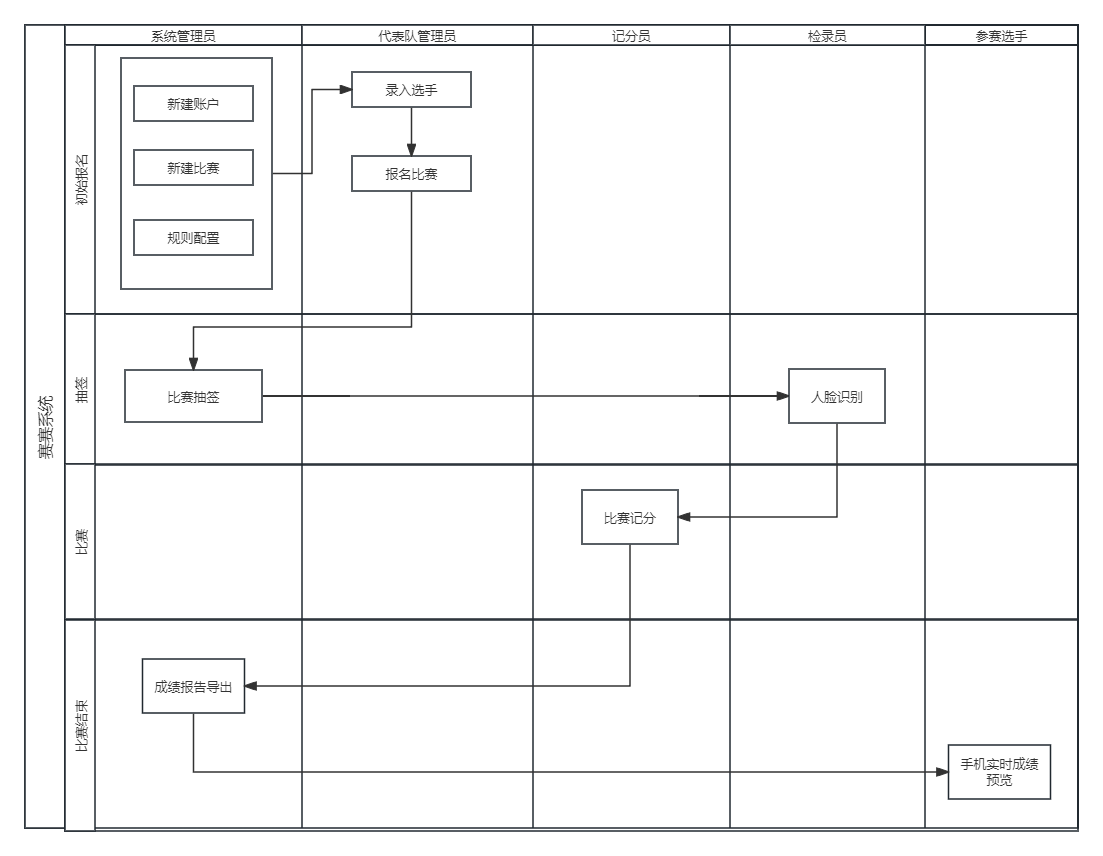 系统管理员
代表队管理员
记分员
检录员
参赛选手
赛赛系统
初始报名
新建账户
新建比赛
规则配置
录入选手
报名比赛
抽签
比赛抽签
人脸识别
比赛
比赛记分
比赛结束
成绩报告导出
手机实时成绩
预览